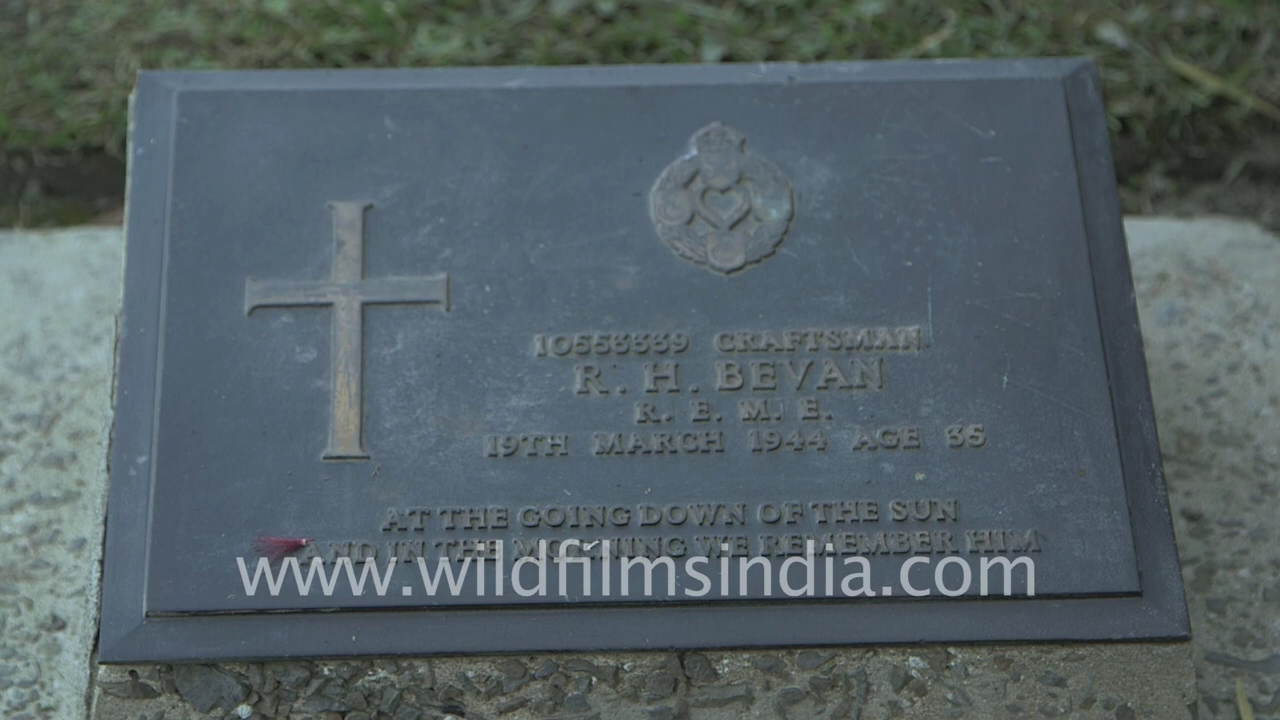 10553339 CRAFTSMAN
R. H. BEVAN
R. E. M. E.
19TH MARCH 1944 AGE 35
AT THE GOING DOWN OF THE SUN
AND IN THE MORNING WE REMEMBER HIM
www.wildfilmsindia.com